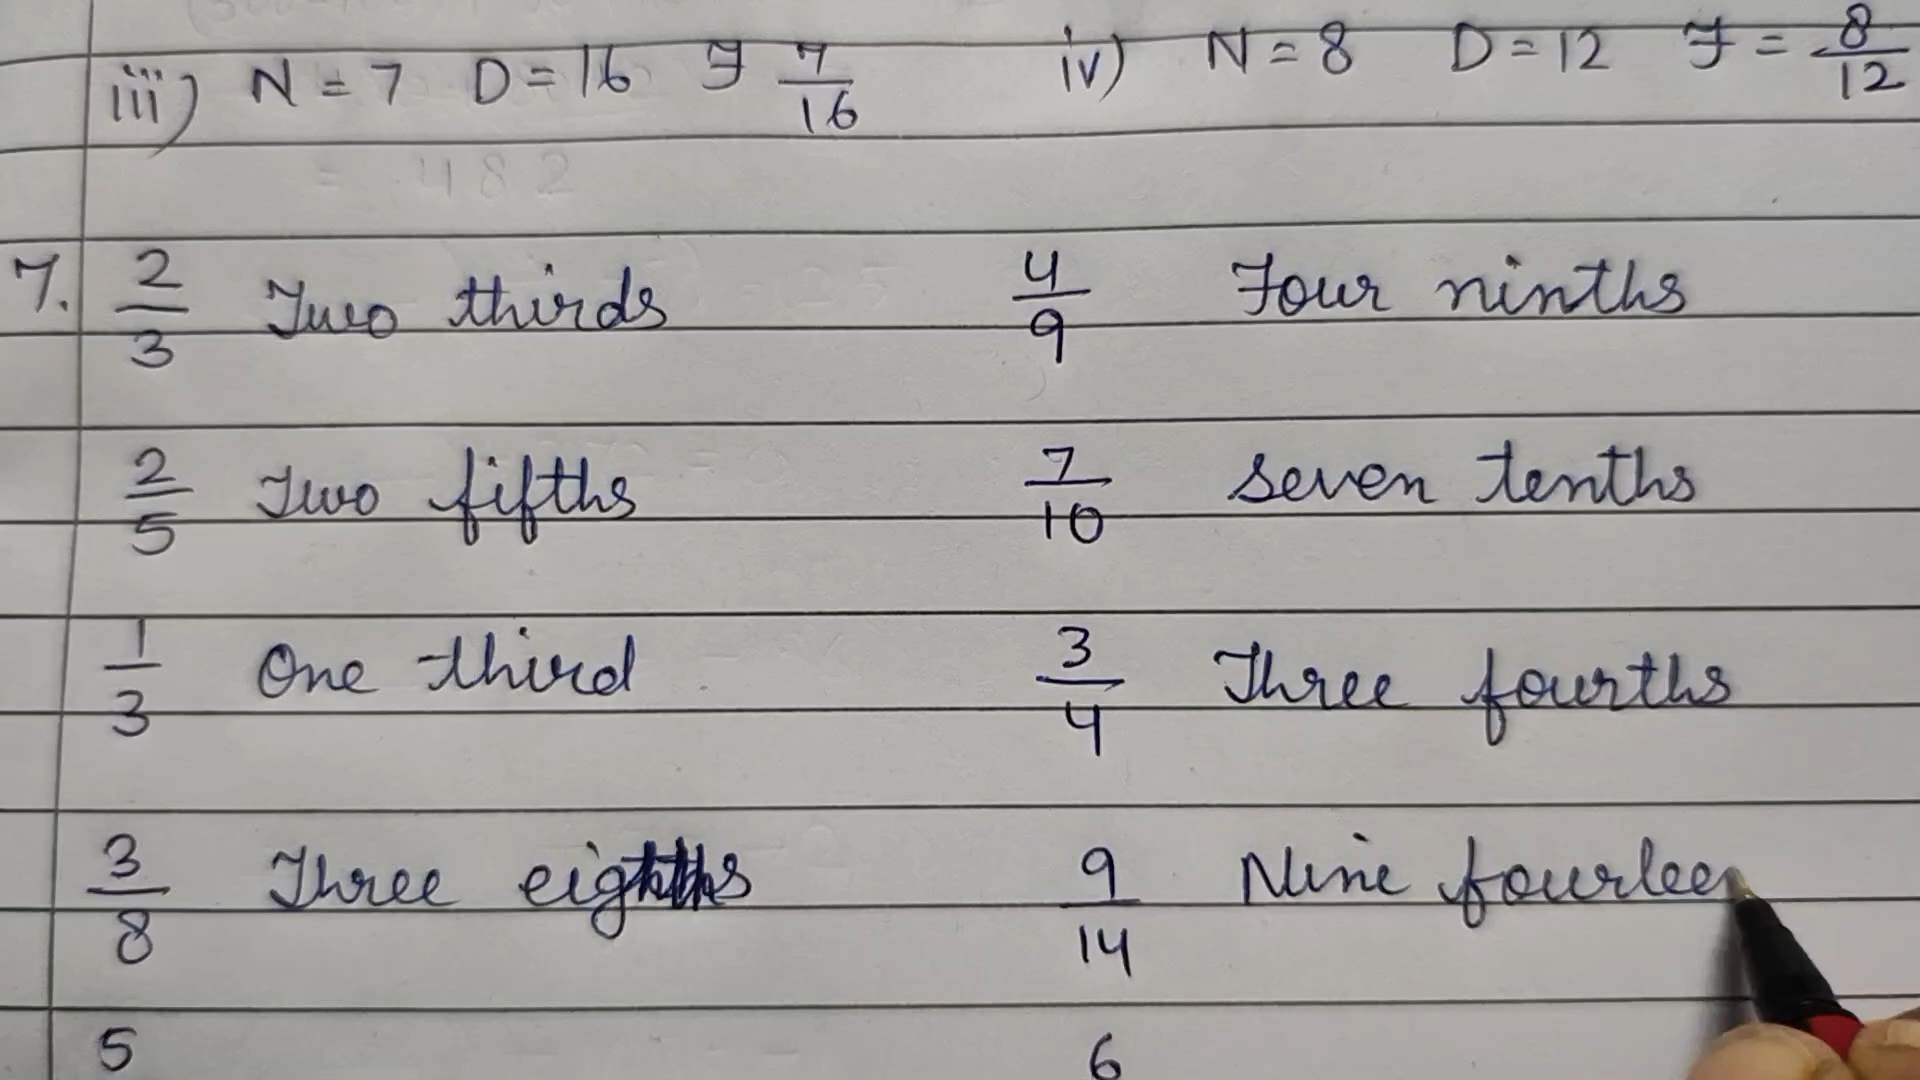 iii) N = 7 D = 16 F 7/16 iv) N = 8 D = 12 F = 8/12
= 482
7. 2/3 Two thirds 4/9 Four ninths
2/5 Two fifths 7/10 seven tenths
1/3 One third 3/4 Three fourths
3/8 Three eighths 9/14 Nine fourteen
5 6